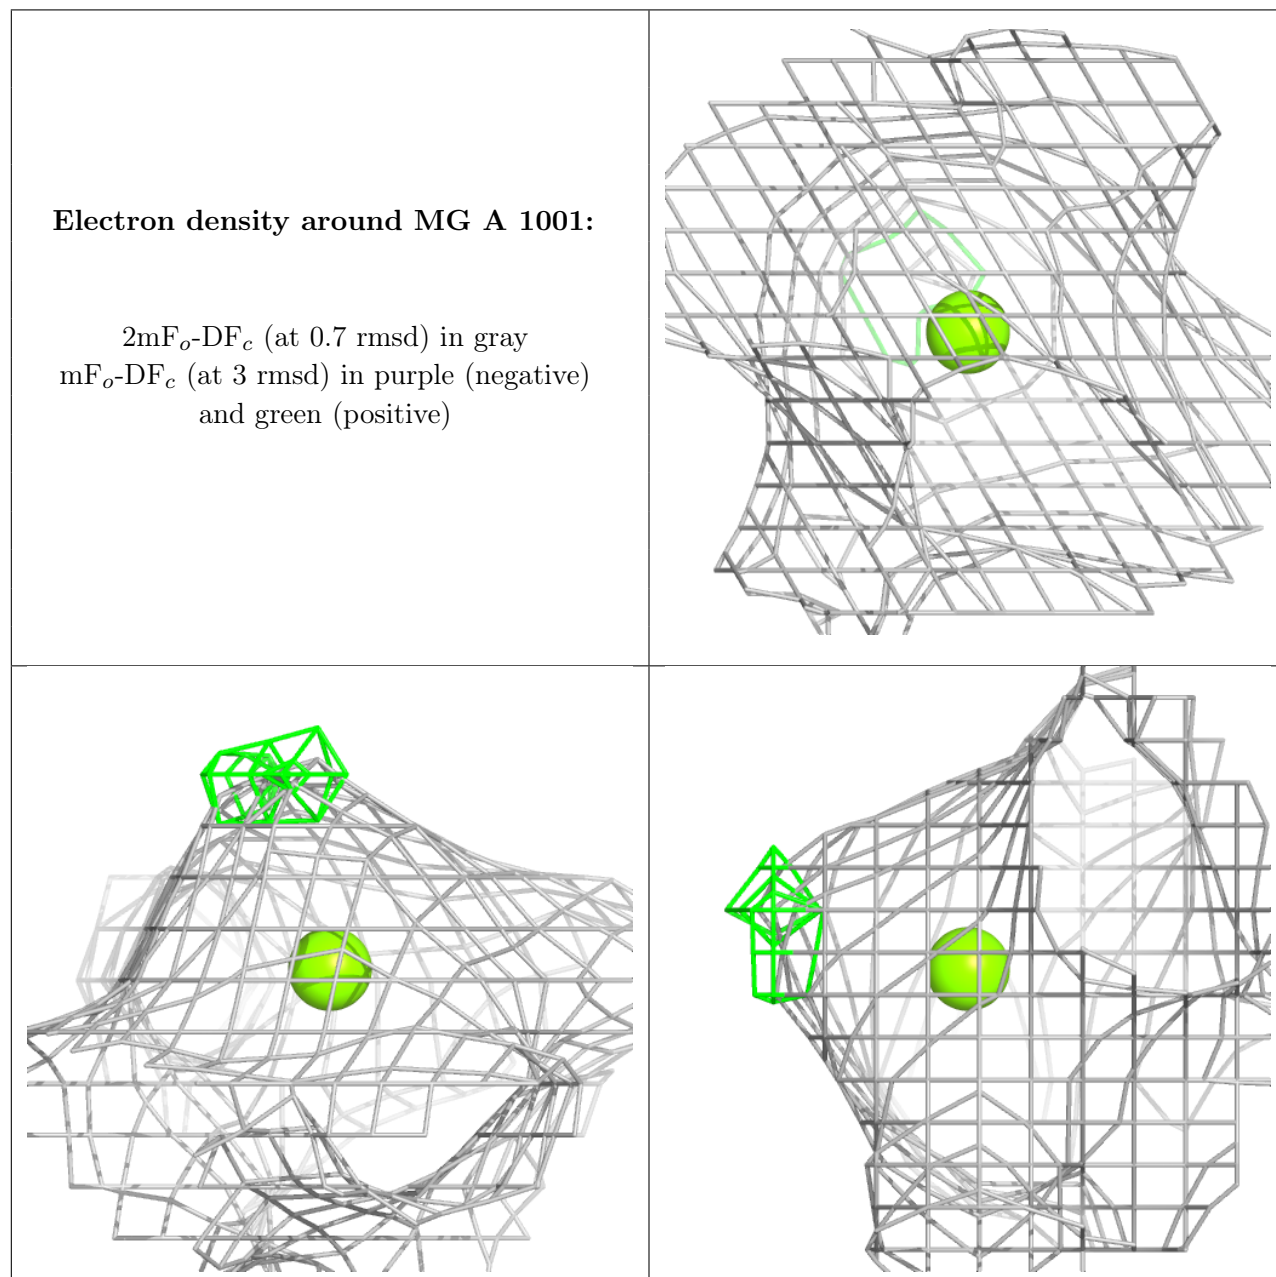 Electron density around MG A 1001:
2mFo-DFc (at 0.7 rmsd) in gray
mFo-DFc (at 3 rmsd) in purple (negative)
and green (positive)